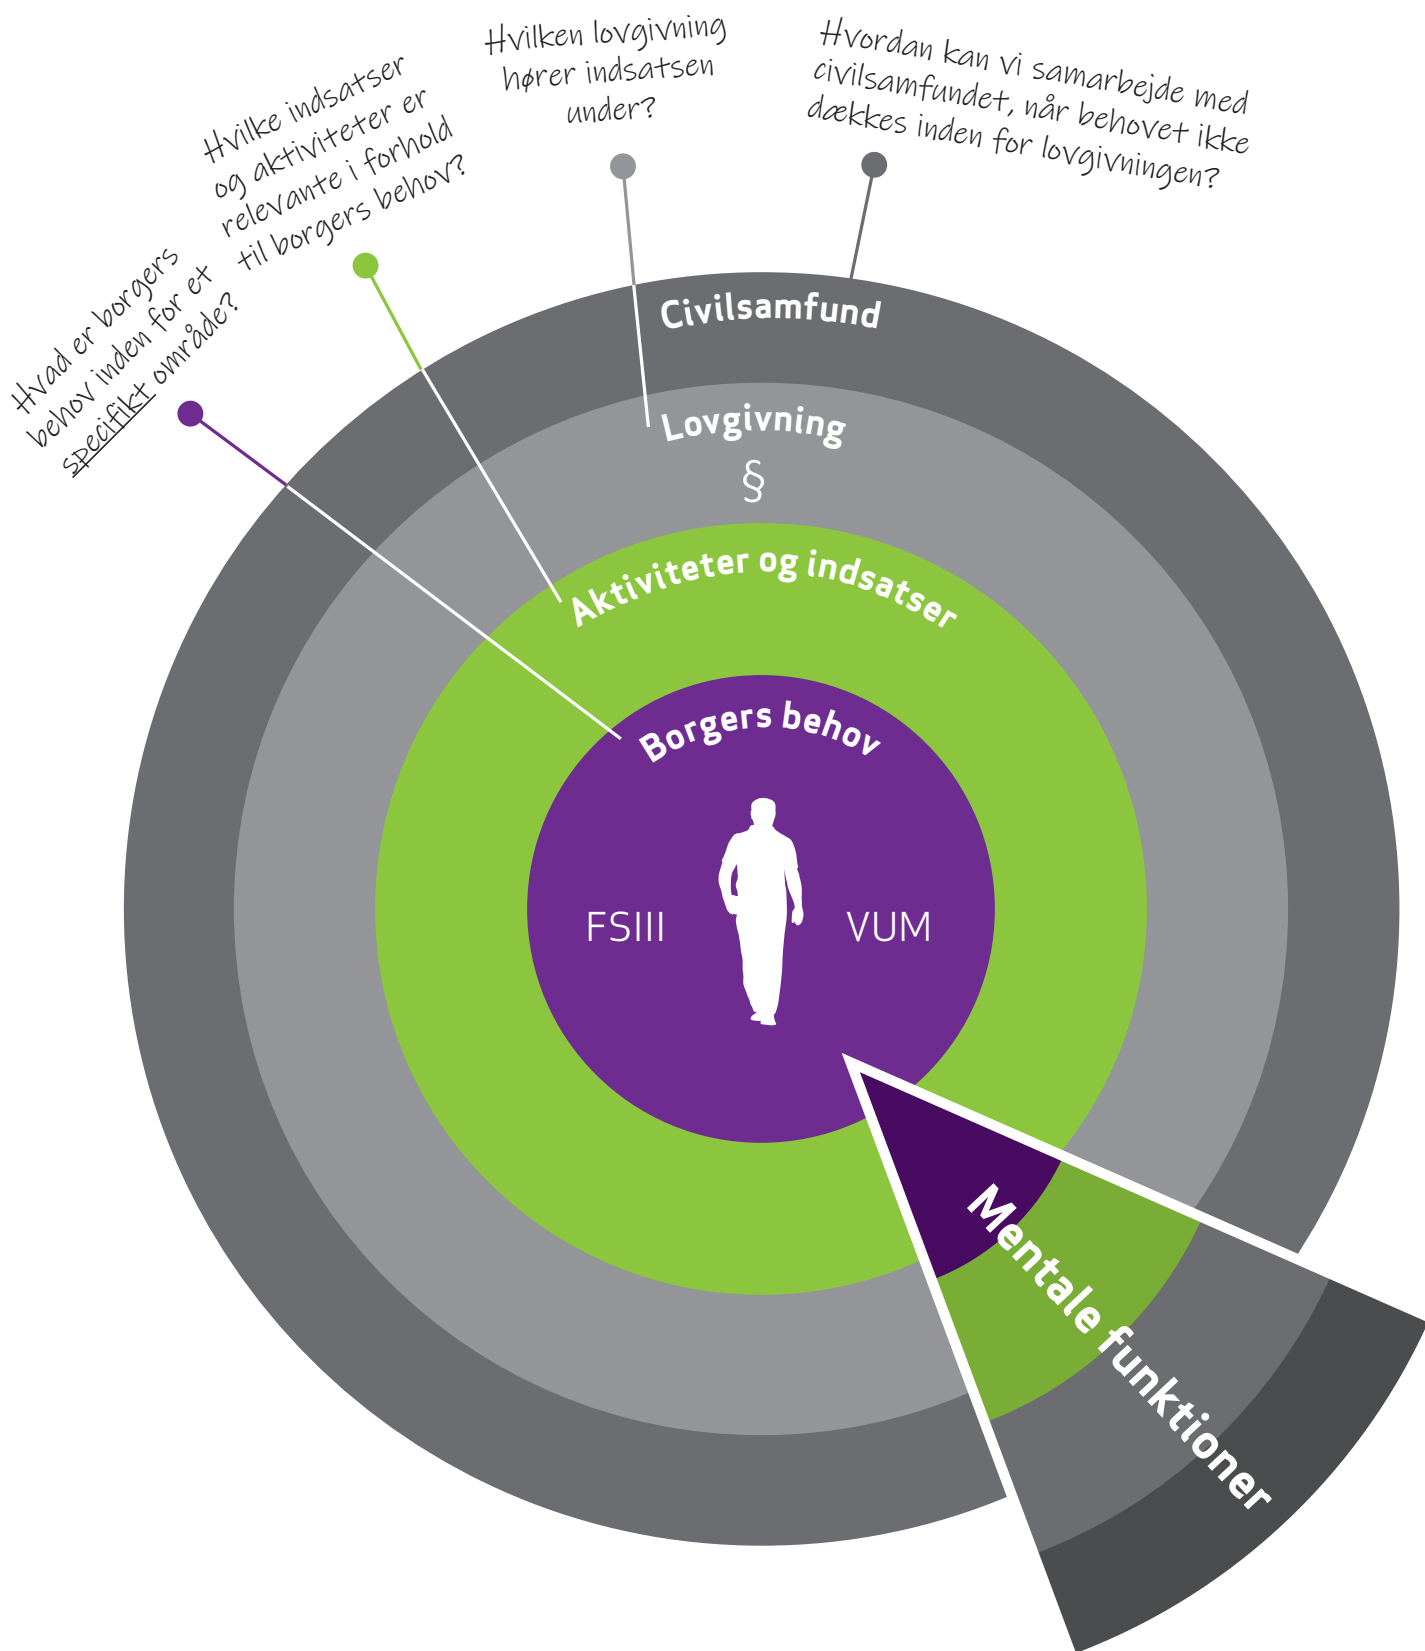 Hvad er borgers
behov inden for et
specifikt område?
Hvilke indsatser
og aktiviteter er
relevante i forhold
til borgers behov?
Hvilken lovgivning
hører indsatsen
under?
Hvordan kan vi samarbejde med
civilsamfundet, når behovet ikke
dækkes inden for lovgivningen?
Civilsamfund
Lovgivning
§
Aktiviteter og indsatser
Borgers behov
FSIII
VUM
Mentale funktioner